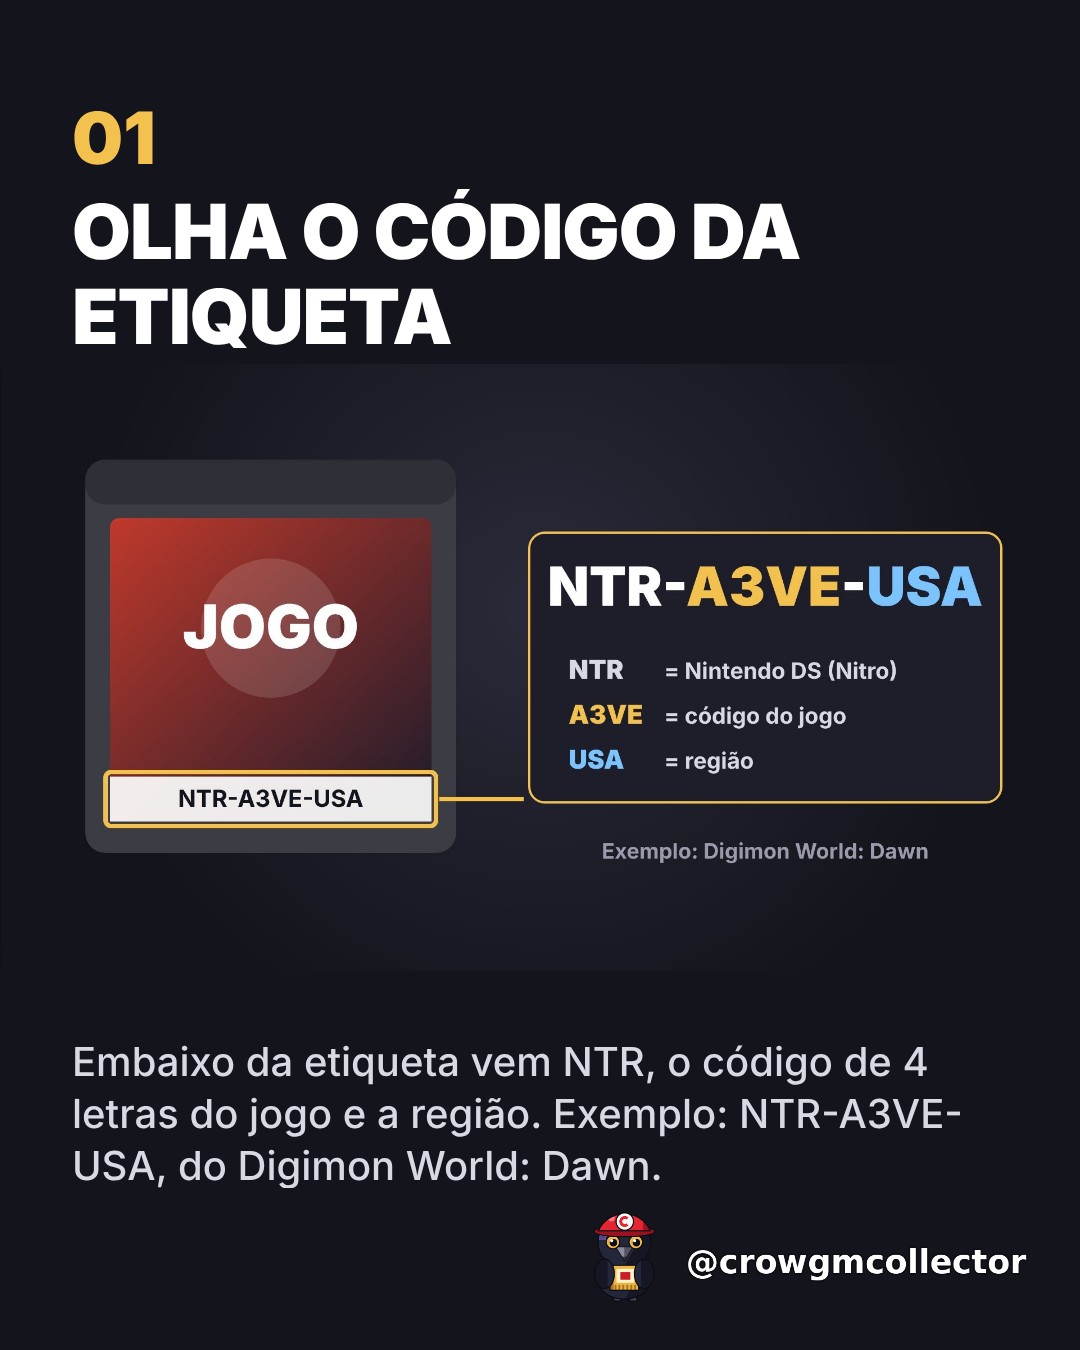 01
OLHA O CÓDIGO DA
ETIQUETA
JOGO
NTR-A3VE-USA
NTR-A3VE-USA
NTR = Nintendo DS (Nitro)
A3VE = código do jogo
USA = região
Exemplo: Digimon World: Dawn
Embaixo da etiqueta vem NTR, o código de 4
letras do jogo e a região. Exemplo: NTR-A3VE-
USA, do Digimon World: Dawn.
C
@crowgmcollector